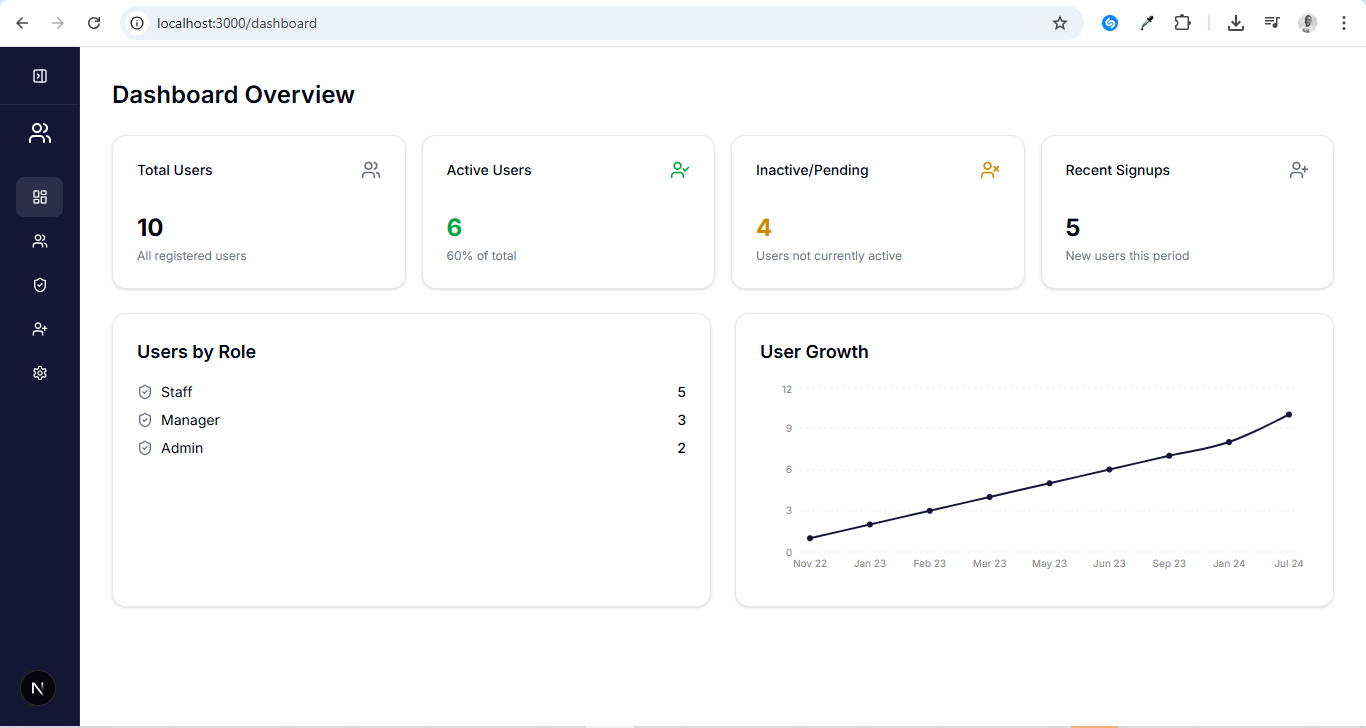 localhost:3000/dashboard
Dashboard Overview
Total Users
10
All registered users
Active Users
6
60% of total
Inactive/Pending
4
Users not currently active
Recent Signups
5
New users this period
Users by Role
Staff 5
Manager 3
Admin 2
User Growth
12
9
6
3
0
Nov 22 Jan 23 Feb 23 Mar 23 May 23 Jun 23 Sep 23 Jan 24 Jul 24
N